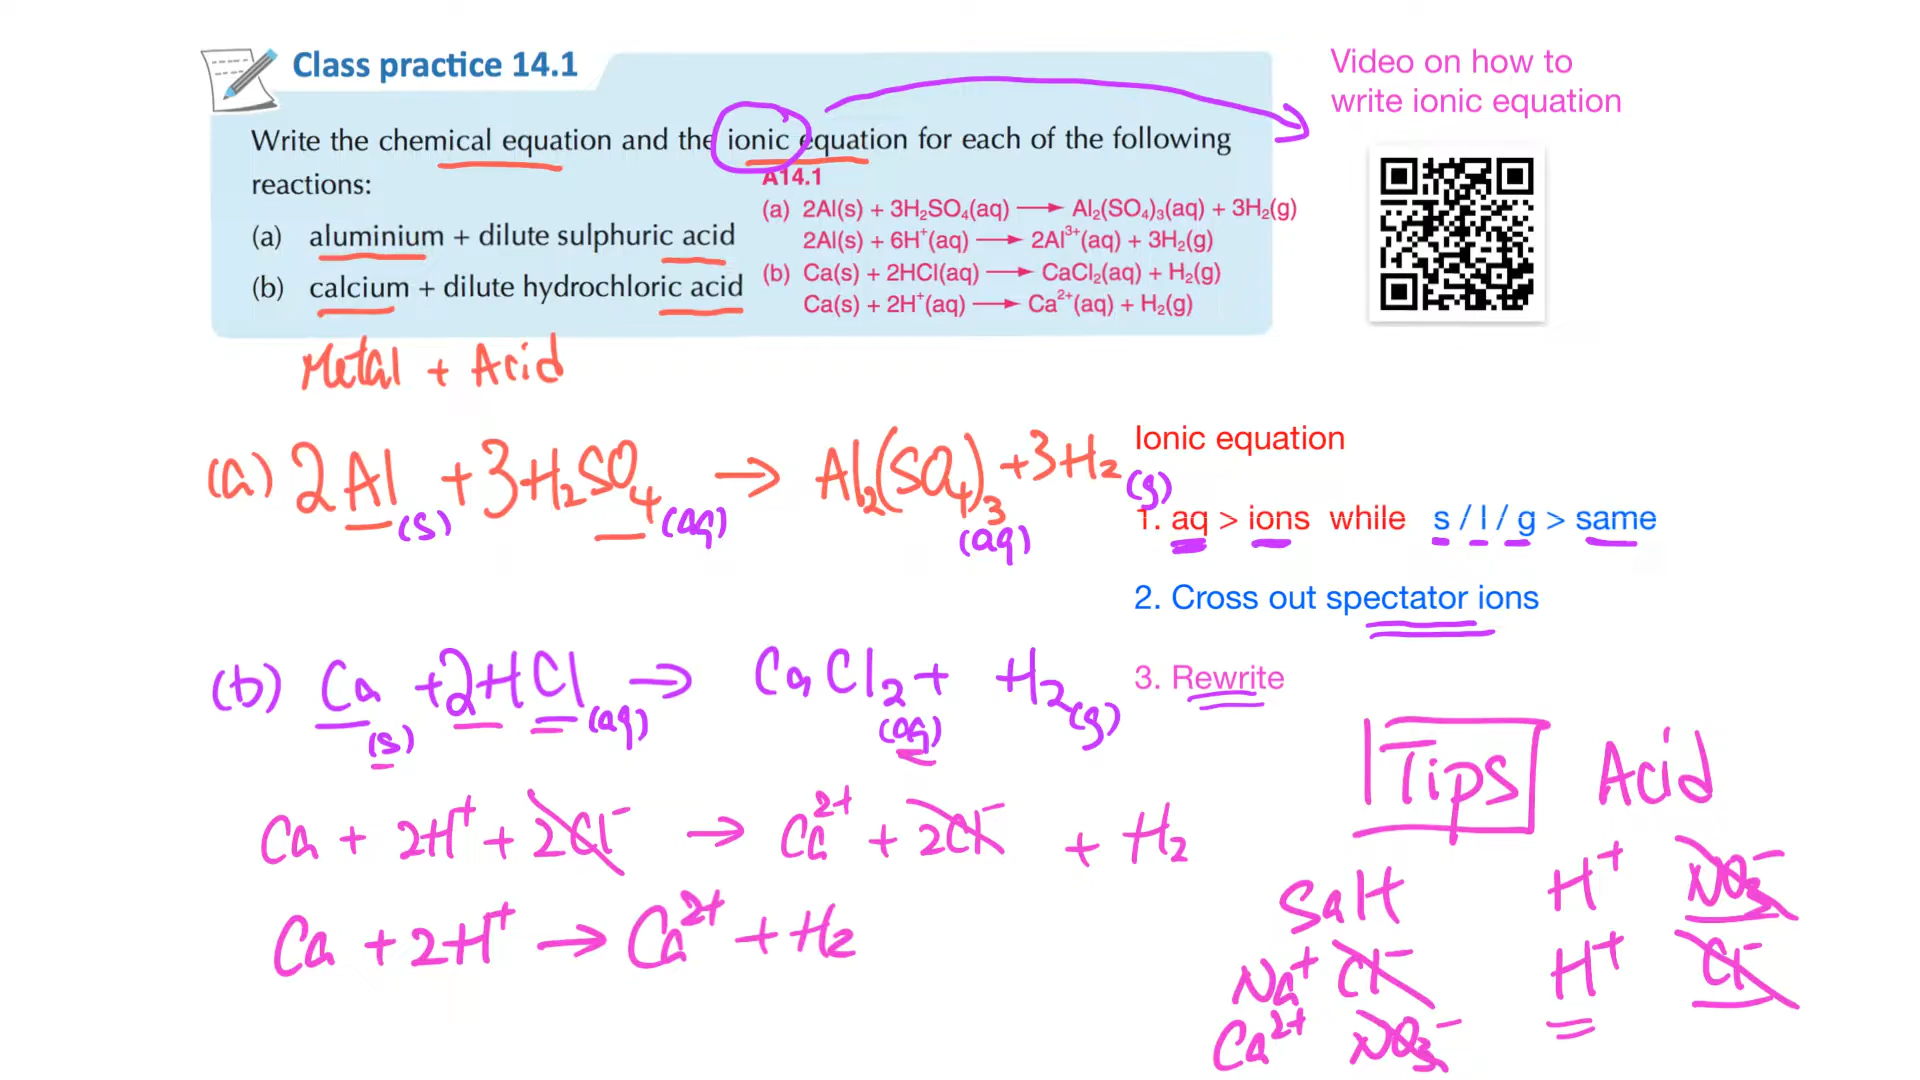 Class practice 14.1
Video on how to
write ionic equation
Write the chemical equation and the ionic equation for each of the following
reactions:
A14.1
(a) aluminium + dilute sulphuric acid
(b) calcium + dilute hydrochloric acid
(a) 2Al(s) + 3H₂SO₄(aq) → Al₂(SO₄)₃(aq) + 3H₂(g)
2Al(s) + 6H⁺(aq) → 2Al³⁺(aq) + 3H₂(g)
(b) Ca(s) + 2HCl(aq) → CaCl₂(aq) + H₂(g)
Ca(s) + 2H⁺(aq) → Ca²⁺(aq) + H₂(g)
Metal + Acid
(a) 2Al(s) + 3H₂SO₄(aq) → Al₂(SO₄)₃(aq) + 3H₂(g)
Ionic equation
1. aq > ions while s / l / g > same
2. Cross out spectator ions
3. Rewrite
(b) Ca(s) + 2HCl(aq) → CaCl₂(aq) + H₂(g)
Ca + 2H⁺ + 2Cl⁻ → Ca²⁺ + 2Cl⁻ + H₂
Ca + 2H⁺ → Ca²⁺ + H₂
Tips Acid
H⁺ NO₃⁻
H⁺ Cl⁻
Salt
Na⁺ Cl⁻
Ca²⁺ NO₃⁻